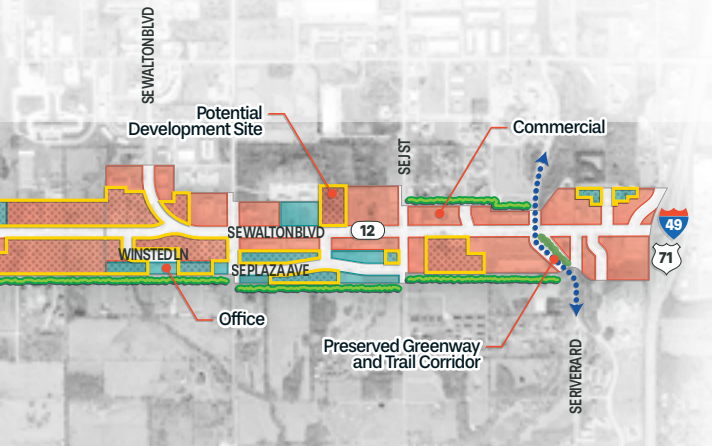 SE WALTON BLVD
Potential
Development Site
SE J ST
Commercial
SE WALTON BLVD
12
49
WINSTED LN
71
SE PLAZA AVE
Office
Preserved Greenway
and Trail Corridor
SE RIVERA RD